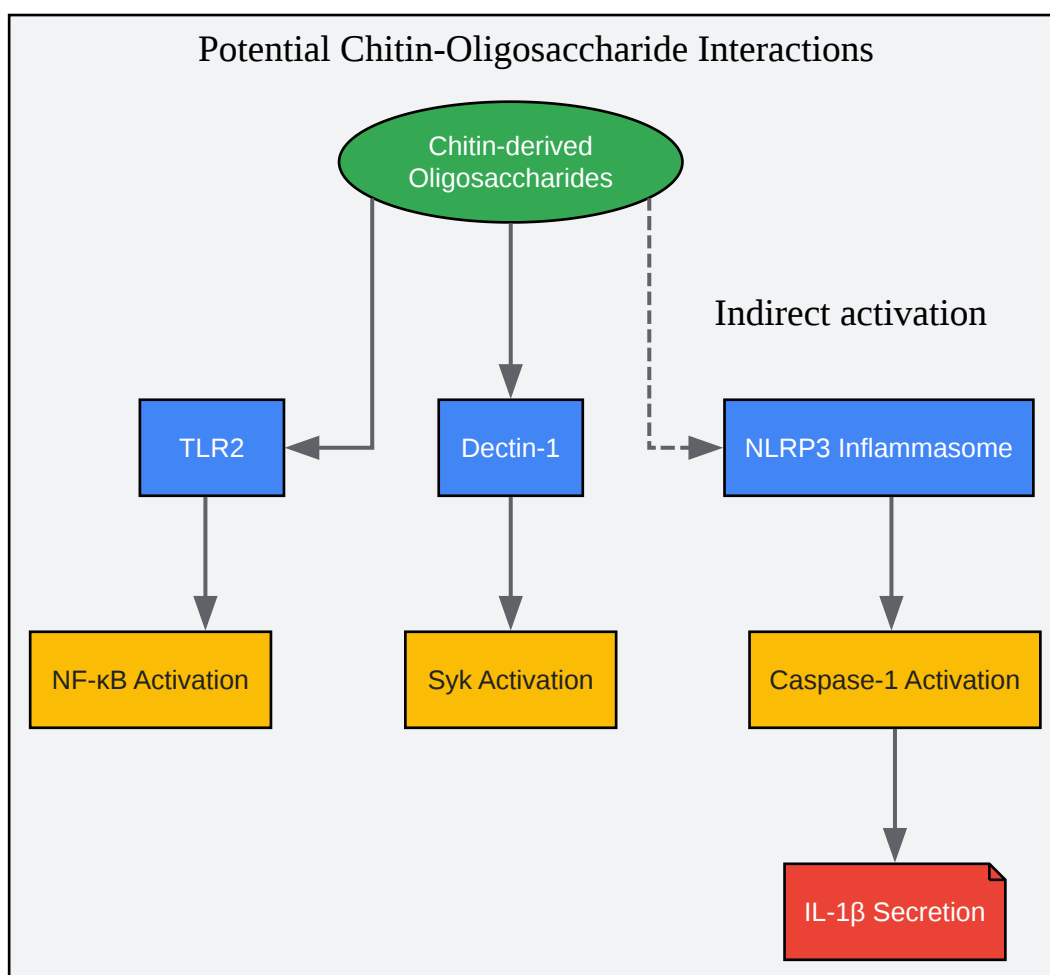 Potential Chitin-Oligosaccharide Interactions
Chitin-derived
Oligosaccharides
Indirect activation
TLR2
Dectin-1
NLRP3 Inflammasome
NF-κB Activation
Syk Activation
Caspase-1 Activation
IL-1β Secretion